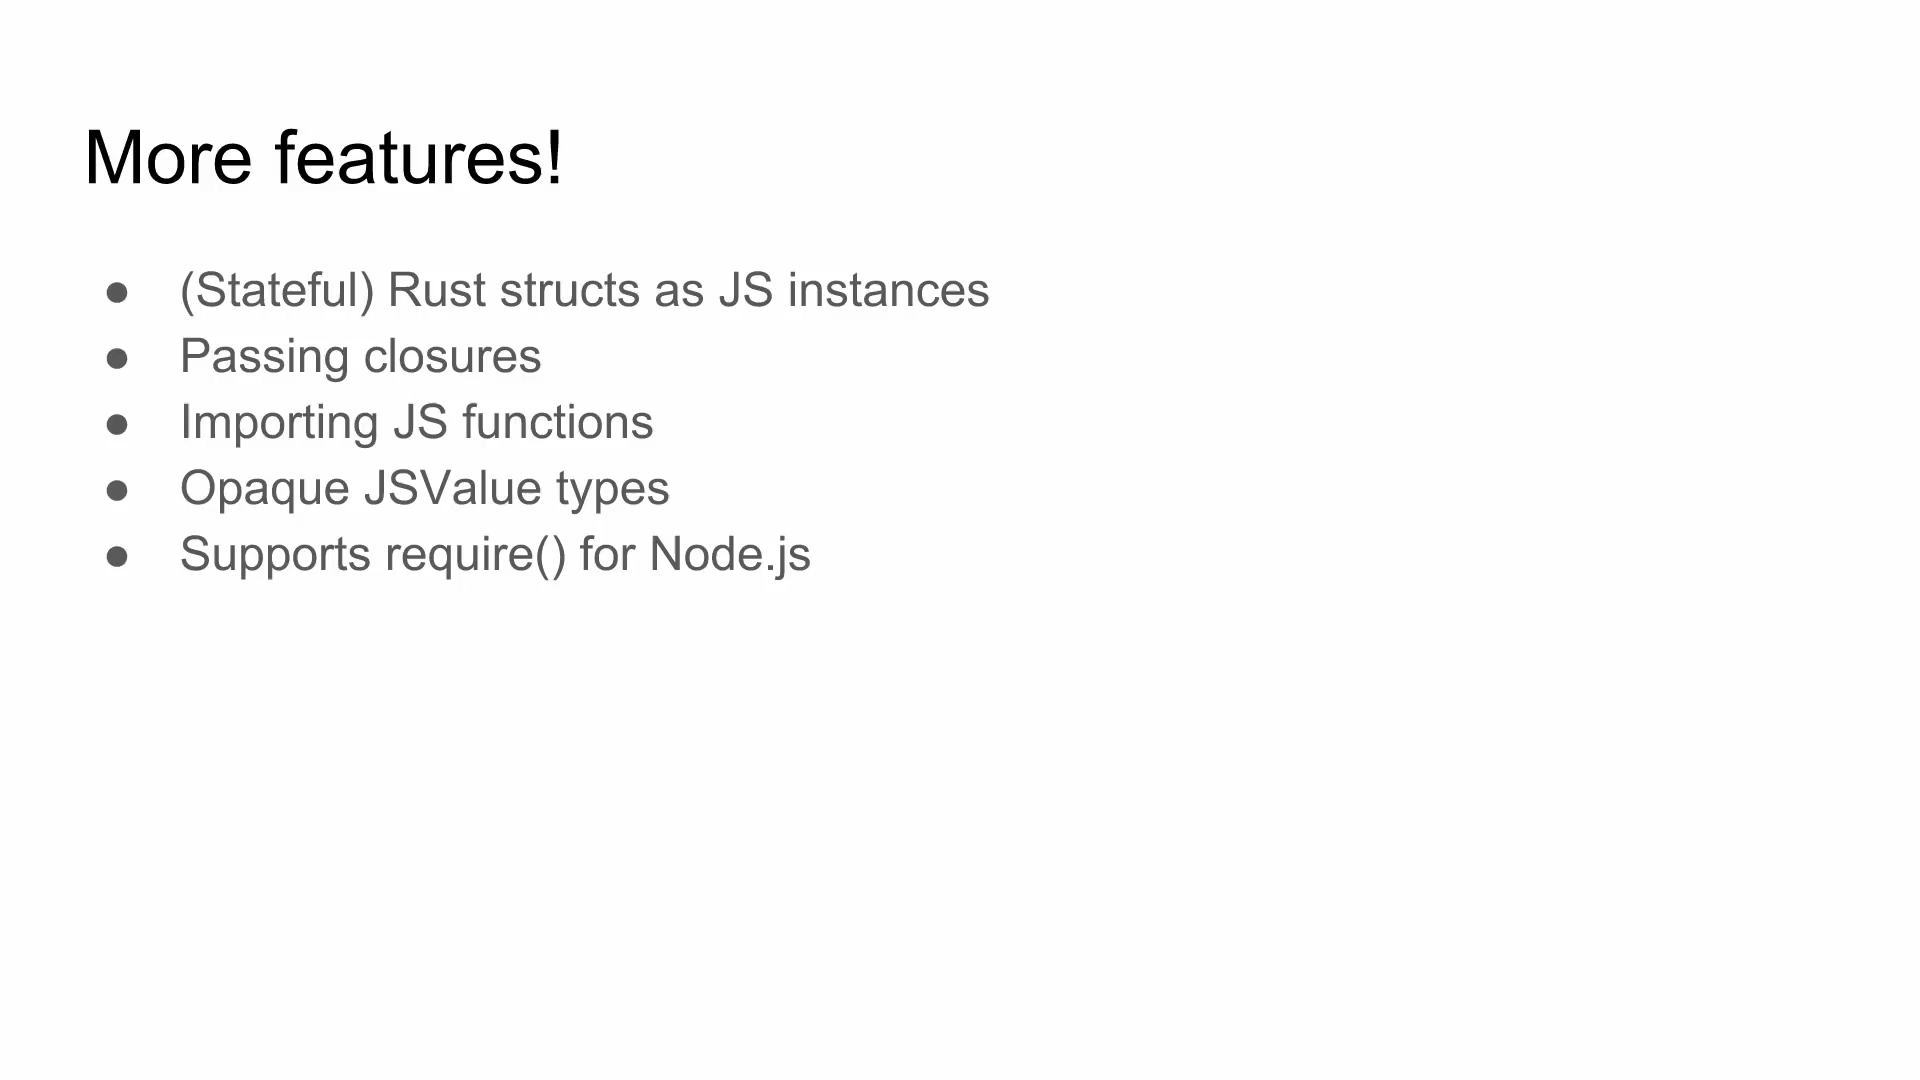 More features!
● (Stateful) Rust structs as JS instances
● Passing closures
● Importing JS functions
● Opaque JSValue types
● Supports require() for Node.js